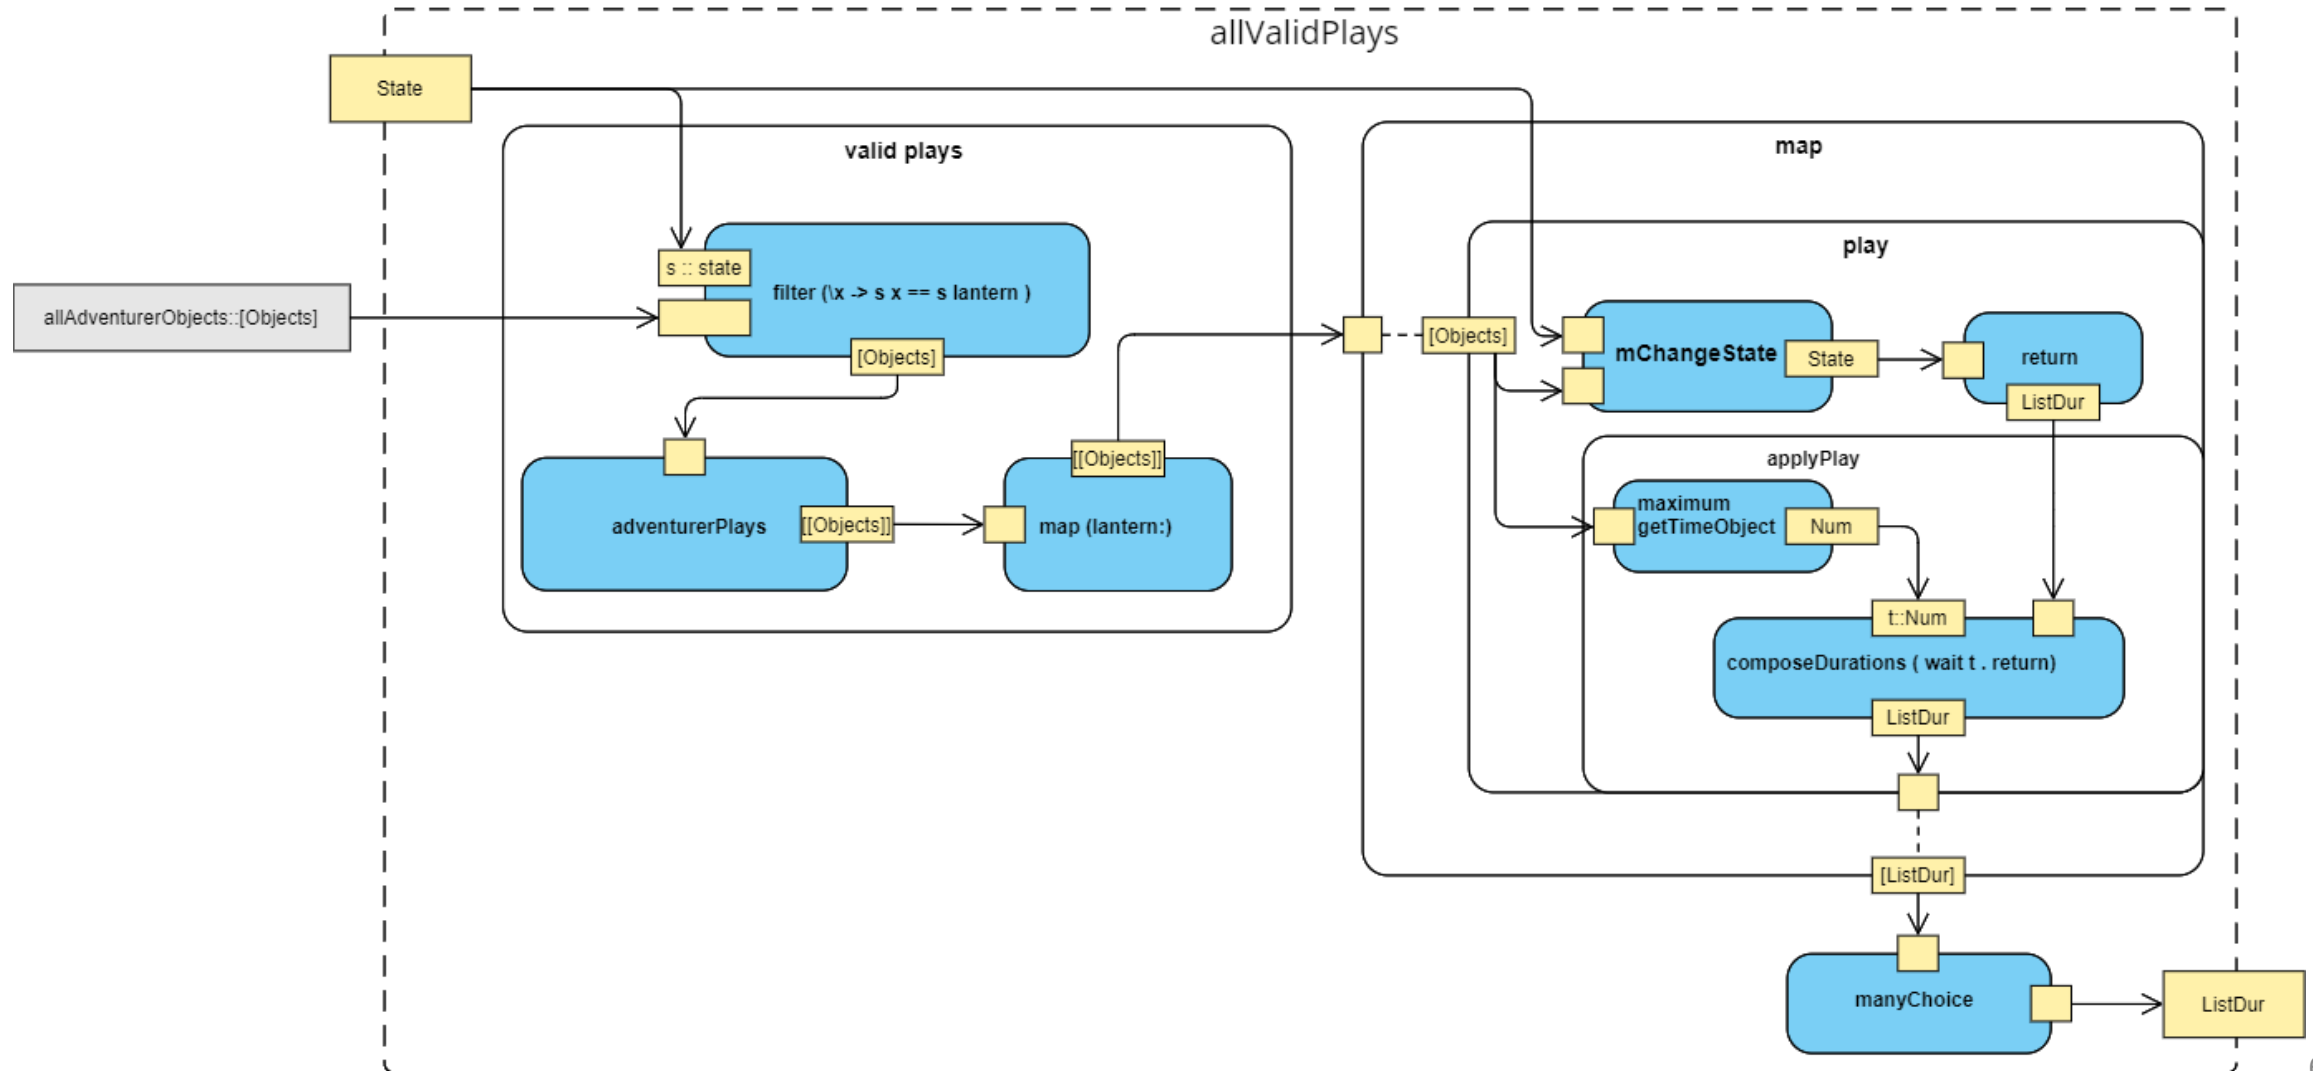 allValidPlays
State
valid plays
map
s :: state
filter (\x -> s x == s lantern )
play
allAdventurerObjects::[Objects]
[Objects]
[Objects]
mChangeState
State
return
ListDur
[[Objects]]
applyPlay
adventurerPlays
[[Objects]]
map (lantern:)
maximum
getTimeObject
Num
t::Num
composeDurations ( wait t . return)
ListDur
[ListDur]
manyChoice
ListDur